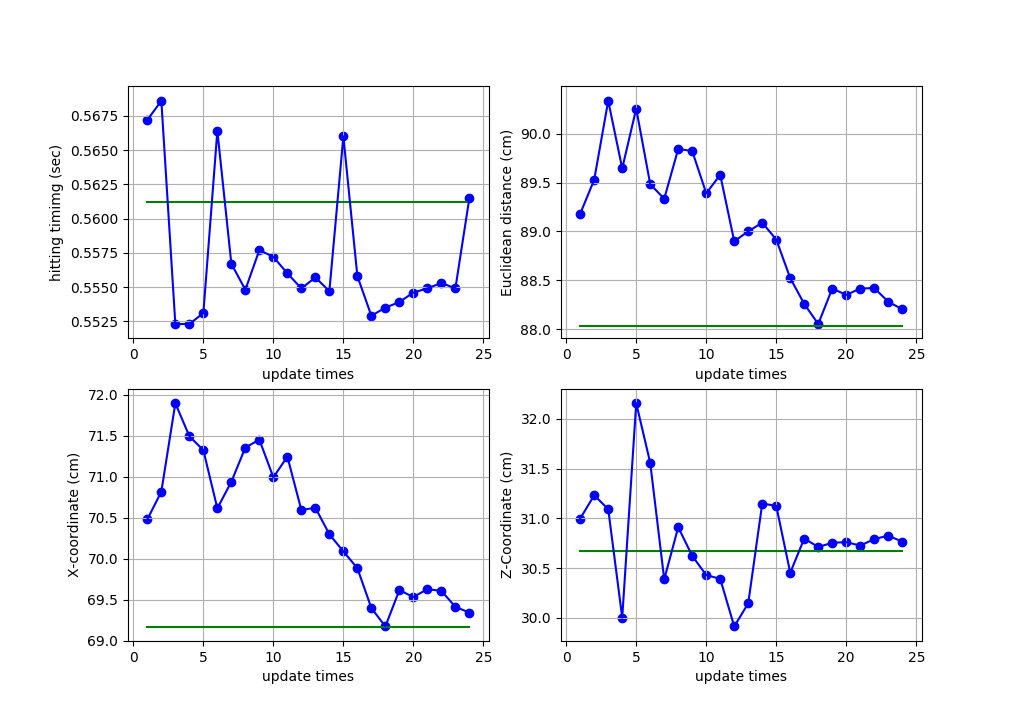 hitting timimg (sec)
0.5675
0.5650
0.5625
0.5600
0.5575
0.5550
0.5525
0 5 10 15 20 25
update times
Euclidean distance (cm)
90.0
89.5
89.0
88.5
88.0
0 5 10 15 20 25
update times
X-coordinate (cm)
72.0
71.5
71.0
70.5
70.0
69.5
69.0
0 5 10 15 20 25
update times
Z-Coordinate (cm)
32.0
31.5
31.0
30.5
30.0
0 5 10 15 20 25
update times